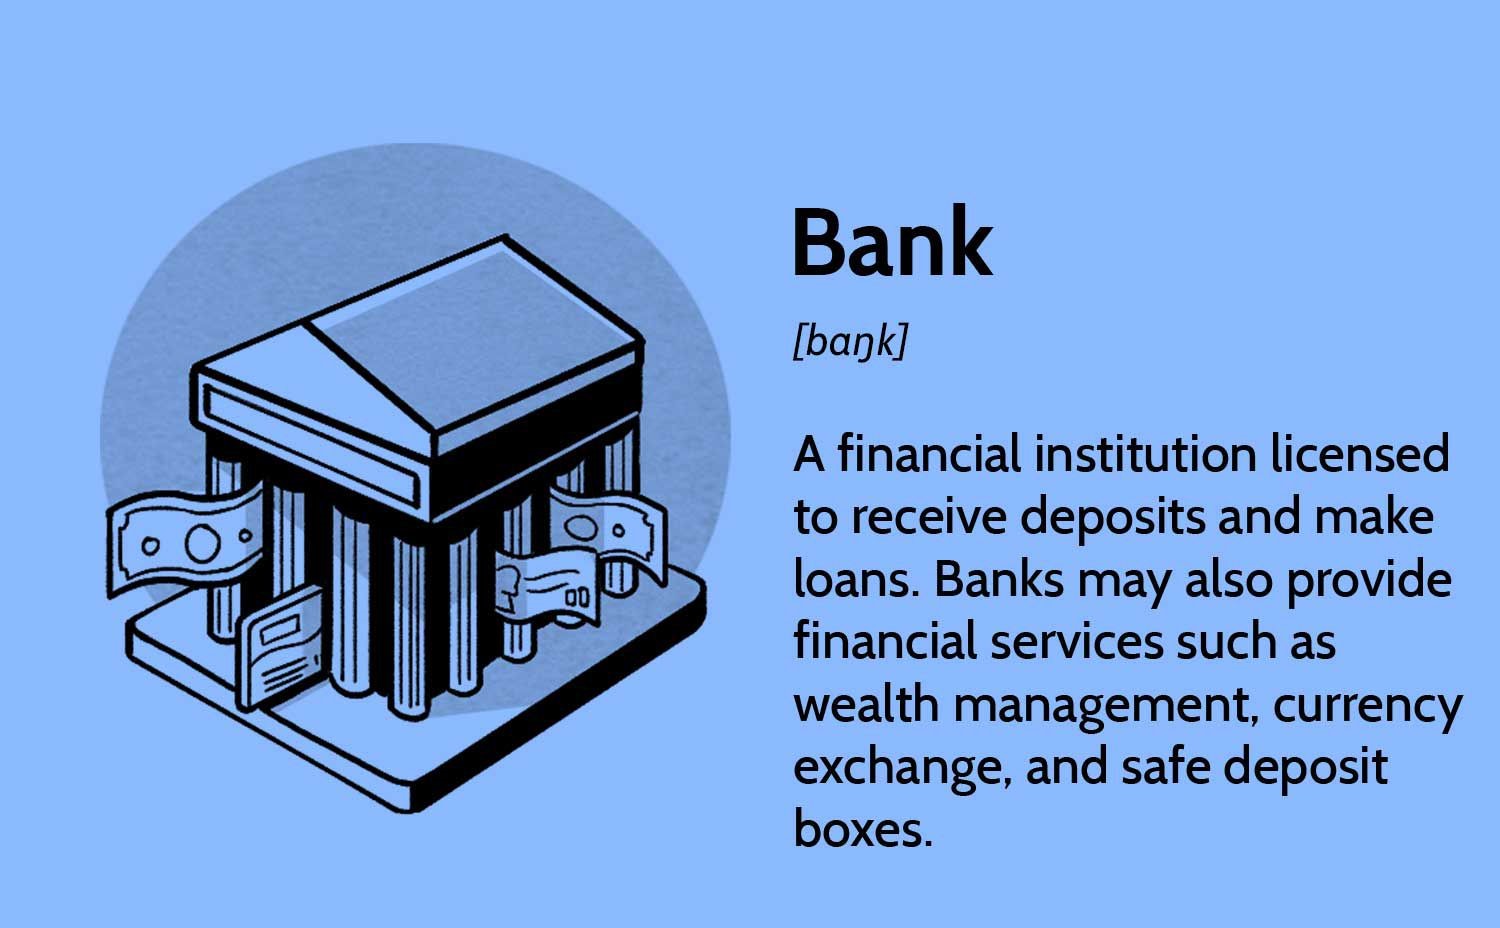 Bank
[baŋk]
A financial institution licensed
to receive deposits and make
loans. Banks may also provide
financial services such as
wealth management, currency
exchange, and safe deposit
boxes.